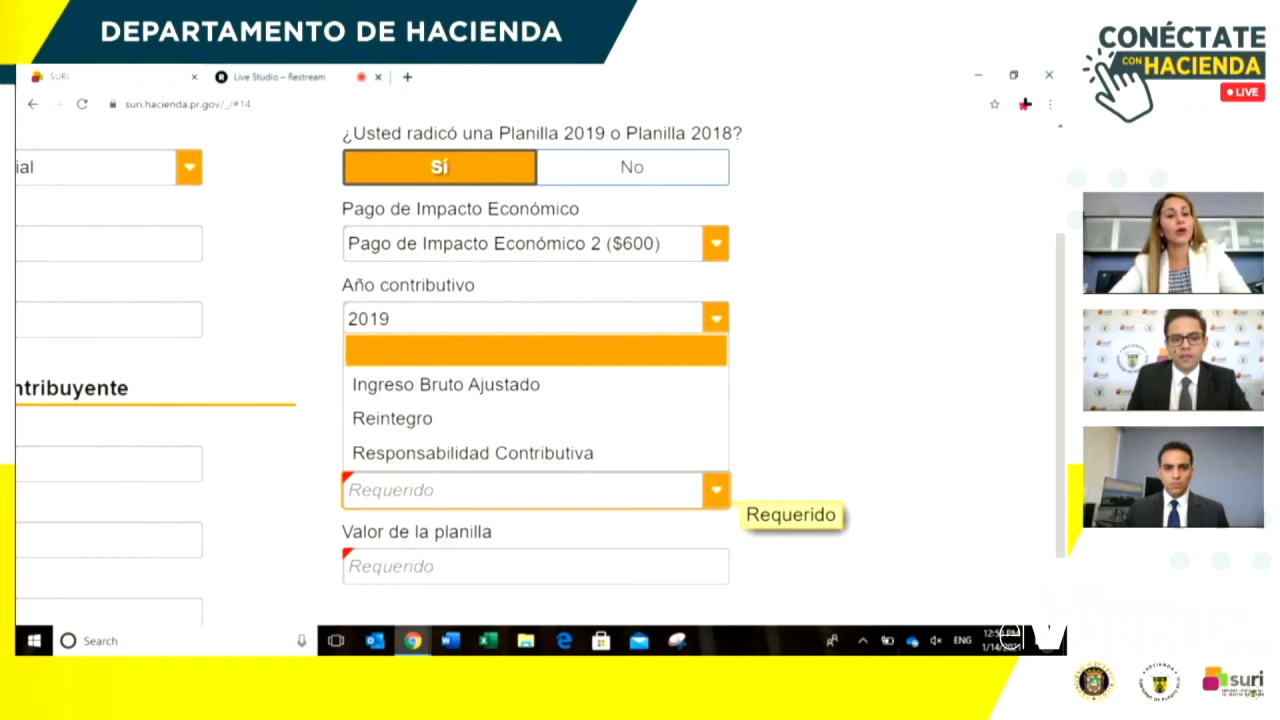 DEPARTAMENTO DE HACIENDA
CONÉCTATE
CON HACIENDA
LIVE
SURI
Live Studio – Restream
suri.hacienda.pr.gov/_/#14
¿Usted radicó una Planilla 2019 o Planilla 2018?
ial
Sí
No
Pago de Impacto Económico
Pago de Impacto Económico 2 ($600)
Año contributivo
2019
Ingreso Bruto Ajustado
ntribuyente
Reintegro
Responsabilidad Contributiva
Requerido
Requerido
Valor de la planilla
Requerido
Search
ENG
12:50 PM
1/14/2021
suri